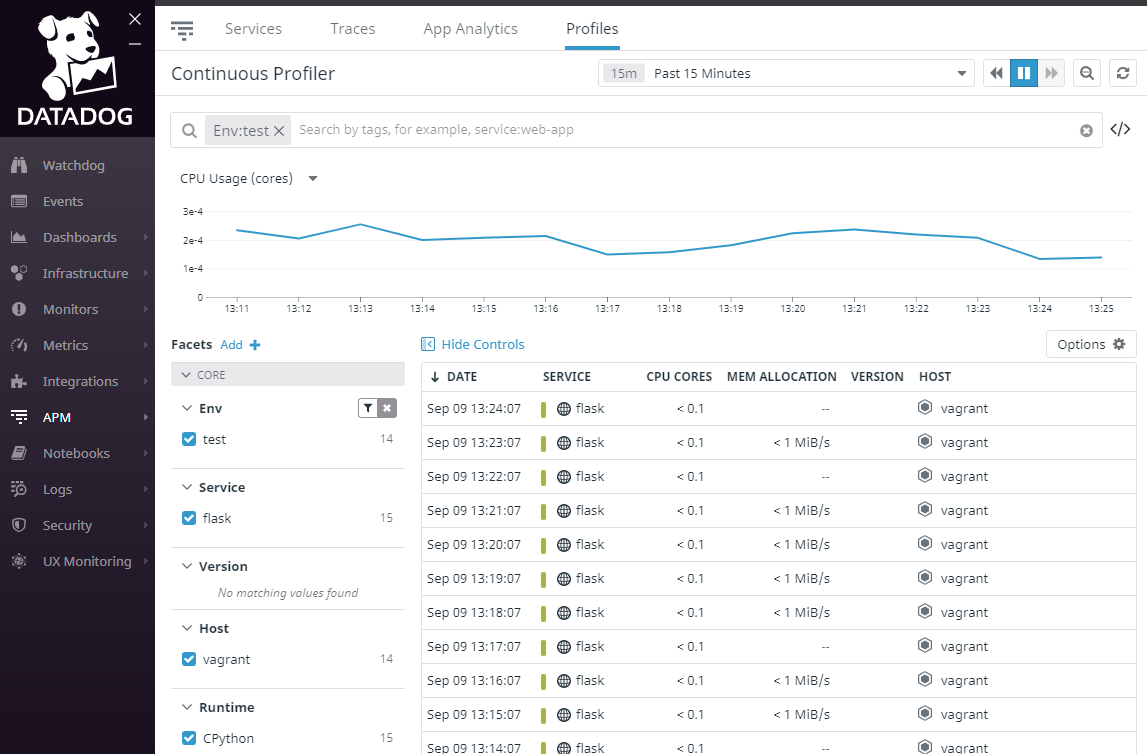 DATADOG
Watchdog
Events
Dashboards
Infrastructure
Monitors
Metrics
Integrations
APM
Notebooks
Logs
Security
UX Monitoring
Services Traces App Analytics Profiles
Continuous Profiler 15m Past 15 Minutes
Env:test Search by tags, for example, service:web-app </>
CPU Usage (cores)
3e-4
2e-4
1e-4
0
13:11 13:12 13:13 13:14 13:15 13:16 13:17 13:18 13:19 13:20 13:21 13:22 13:23 13:24 13:25
Facets Add
CORE
Env
test 14
Service
flask 15
Version
No matching values found
Host
vagrant 14
Runtime
CPython 15
Hide Controls Options
DATE SERVICE CPU CORES MEM ALLOCATION VERSION HOST
Sep 09 13:24:07 flask < 0.1 -- vagrant
Sep 09 13:23:07 flask < 0.1 < 1 MiB/s vagrant
Sep 09 13:22:07 flask < 0.1 -- vagrant
Sep 09 13:21:07 flask < 0.1 < 1 MiB/s vagrant
Sep 09 13:20:07 flask < 0.1 < 1 MiB/s vagrant
Sep 09 13:19:07 flask < 0.1 < 1 MiB/s vagrant
Sep 09 13:18:07 flask < 0.1 < 1 MiB/s vagrant
Sep 09 13:17:07 flask < 0.1 -- vagrant
Sep 09 13:16:07 flask < 0.1 < 1 MiB/s vagrant
Sep 09 13:15:07 flask < 0.1 < 1 MiB/s vagrant
Sep 09 13:14:07 flask < 0.1 -- vagrant